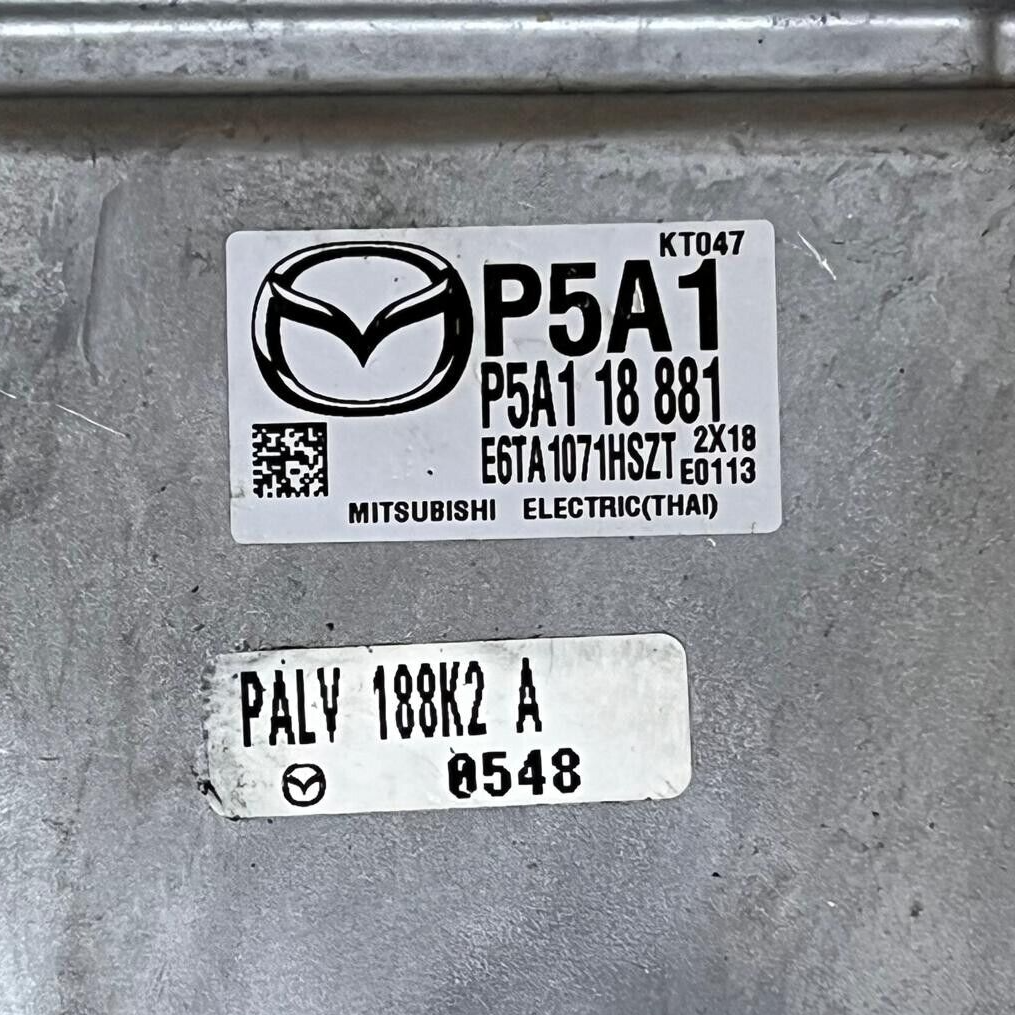 KT047
P5A1
P5A1 18 881
E6TA1071HSZT 2X18
E0113
MITSUBISHI ELECTRIC(THAI)
PALV 188K2 A
0548